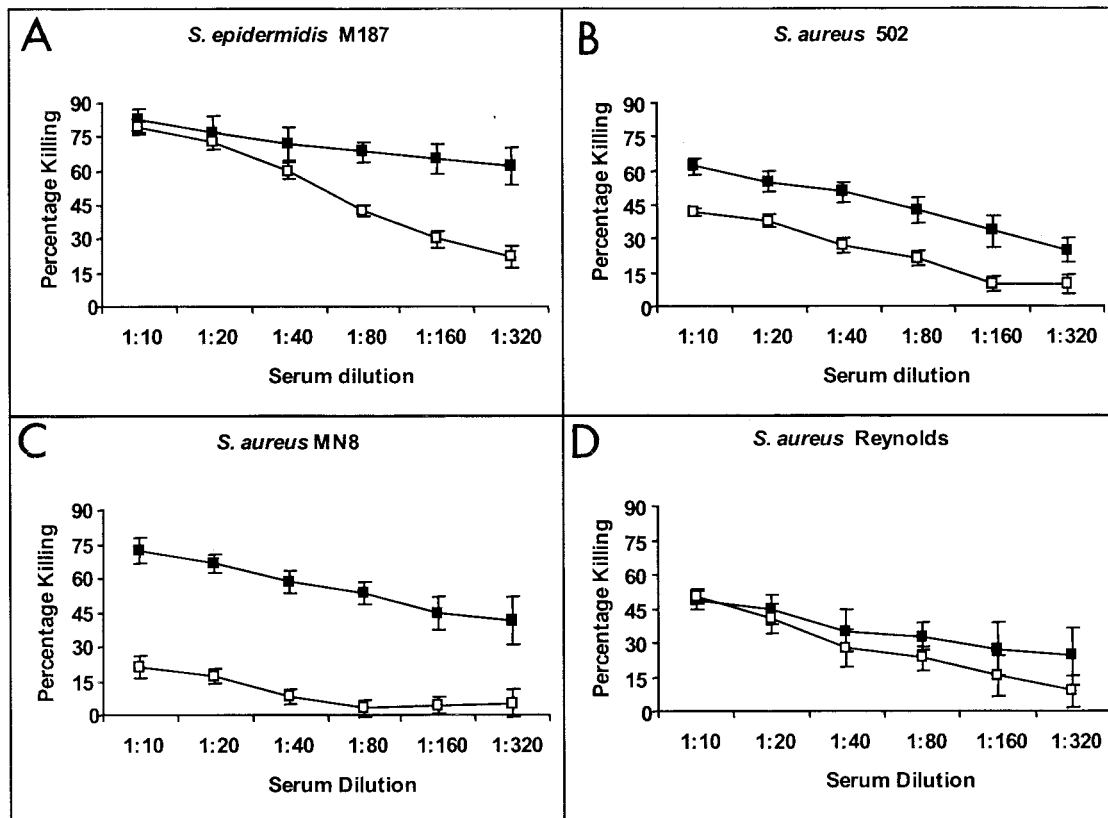 A
S. epidermidis M187
Percentage Killing
90
75
60
45
30
15
0
1:10 1:20 1:40 1:80 1:160 1:320
Serum dilution
B
S. aureus 502
Percentage Killing
90
75
60
45
30
15
0
1:10 1:20 1:40 1:80 1:160 1:320
Serum dilution
C
S. aureus MN8
Percentage Killing
90
75
60
45
30
15
0
1:10 1:20 1:40 1:80 1:160 1:320
Serum Dilution
D
S. aureus Reynolds
Percentage Killing
90
75
60
45
30
15
0
1:10 1:20 1:40 1:80 1:160 1:320
Serum Dilution